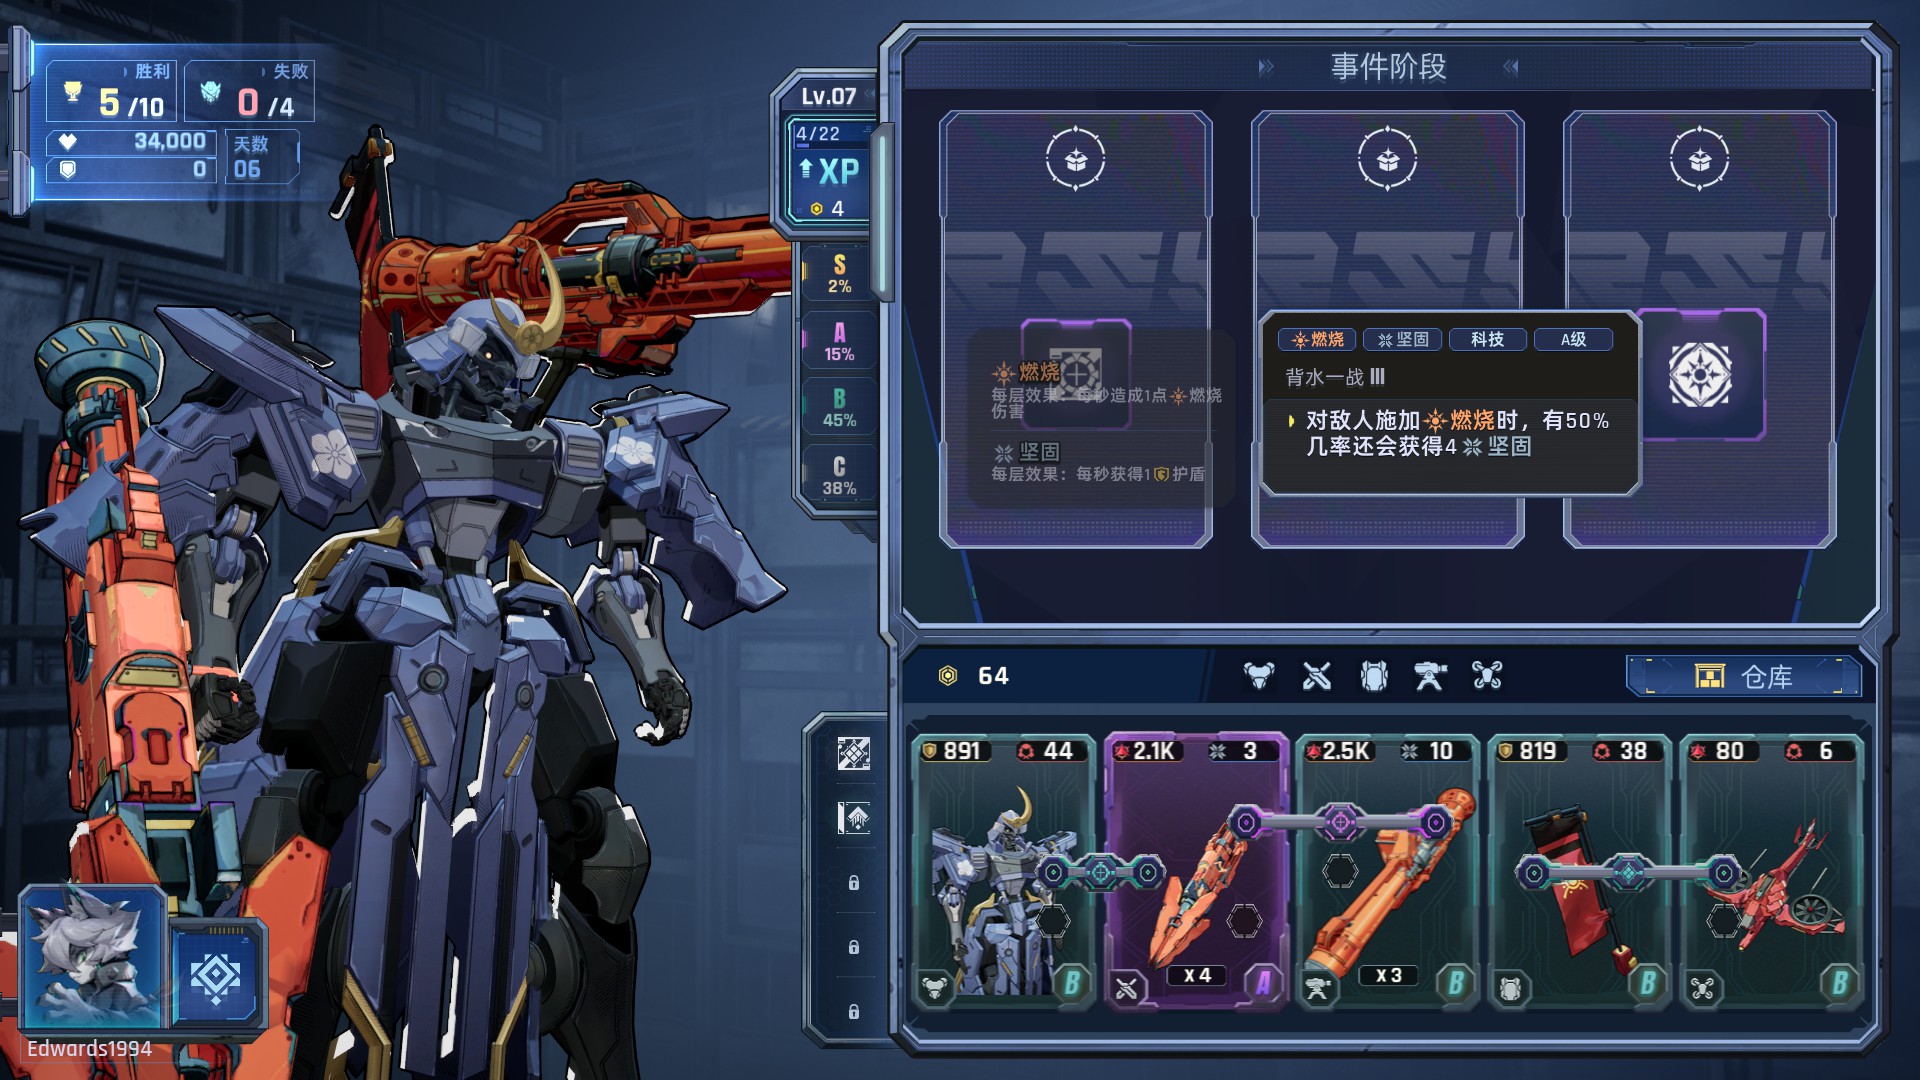 胜利
5 /10
失败
0 /4
34,000
0
天数
06
Lv.07
4/22
XP
4
S
2%
A
15%
B
45%
C
38%
事件阶段
燃烧
每层效果：每秒造成1点燃烧
伤害
坚固
每层效果：每秒获得1护盾
燃烧 坚固 科技 A级
背水一战 III
对敌人施加燃烧时，有50%
几率还会获得4坚固
64
仓库
891 44
B
2.1K 3
x4
A
2.5K 10
x3
B
819 38
B
80 6
B
Edwards1994